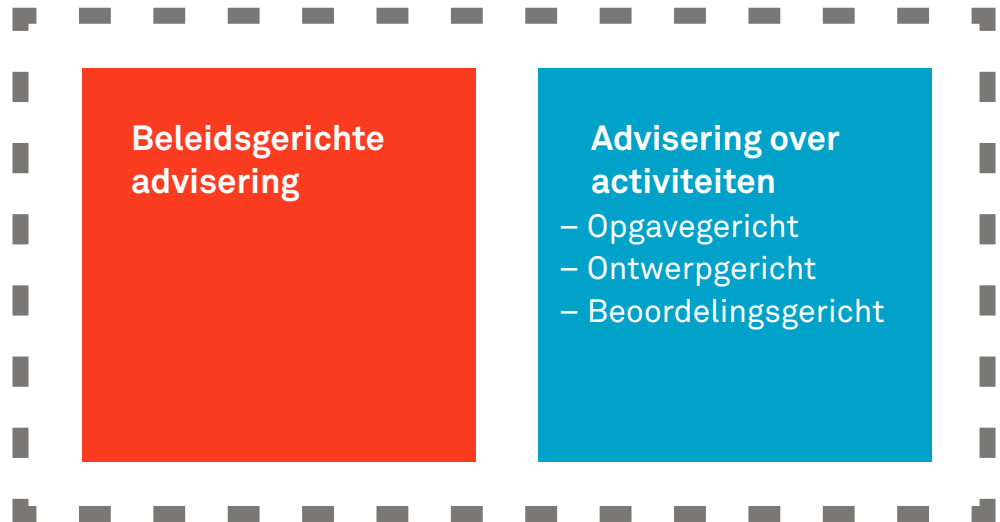 Beleidsgerichte
advisering
Advisering over
activiteiten
– Opgavegericht
– Ontwerpgericht
– Beoordelingsgericht